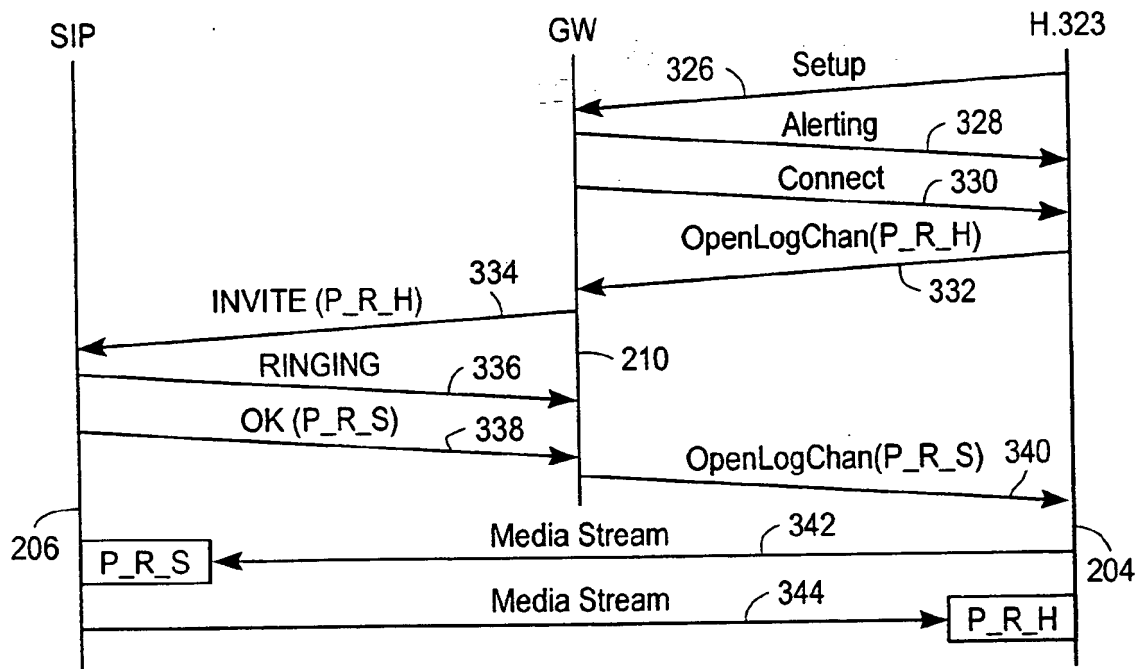 SIP
GW
H.323
326
Setup
Alerting
328
Connect
330
OpenLogChan(P_R_H)
332
334
INVITE (P_R_H)
210
RINGING
336
OK (P_R_S)
338
OpenLogChan(P_R_S)
340
206
Media Stream
342
P_R_S
204
Media Stream
344
P_R_H